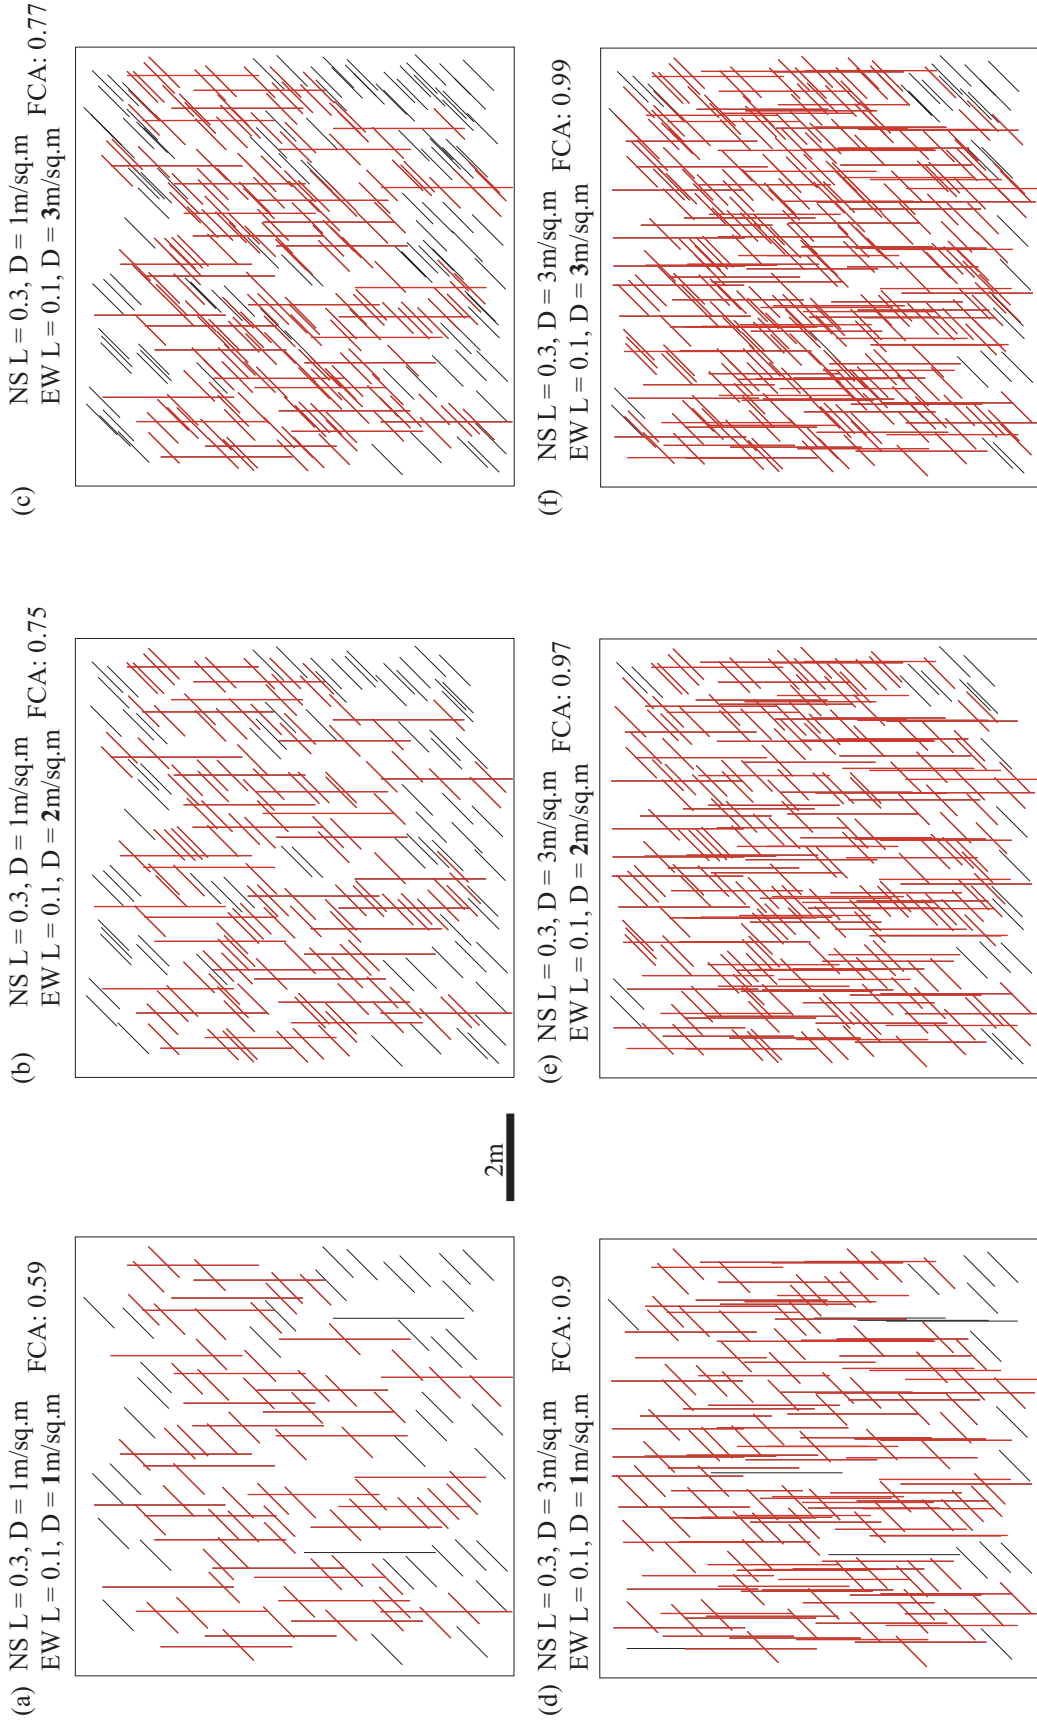 (a) NS L = 0.3, D = 1m/sq.m
EW L = 0.1, D = 1m/sq.m FCA: 0.59
(b) NS L = 0.3, D = 1m/sq.m
EW L = 0.1, D = 2m/sq.m FCA: 0.75
(c) NS L = 0.3, D = 1m/sq.m
EW L = 0.1, D = 3m/sq.m FCA: 0.77
2m
(d) NS L = 0.3, D = 3m/sq.m
EW L = 0.1, D = 1m/sq.m FCA: 0.9
(e) NS L = 0.3, D = 3m/sq.m
EW L = 0.1, D = 2m/sq.m FCA: 0.97
(f) NS L = 0.3, D = 3m/sq.m
EW L = 0.1, D = 3m/sq.m FCA: 0.99